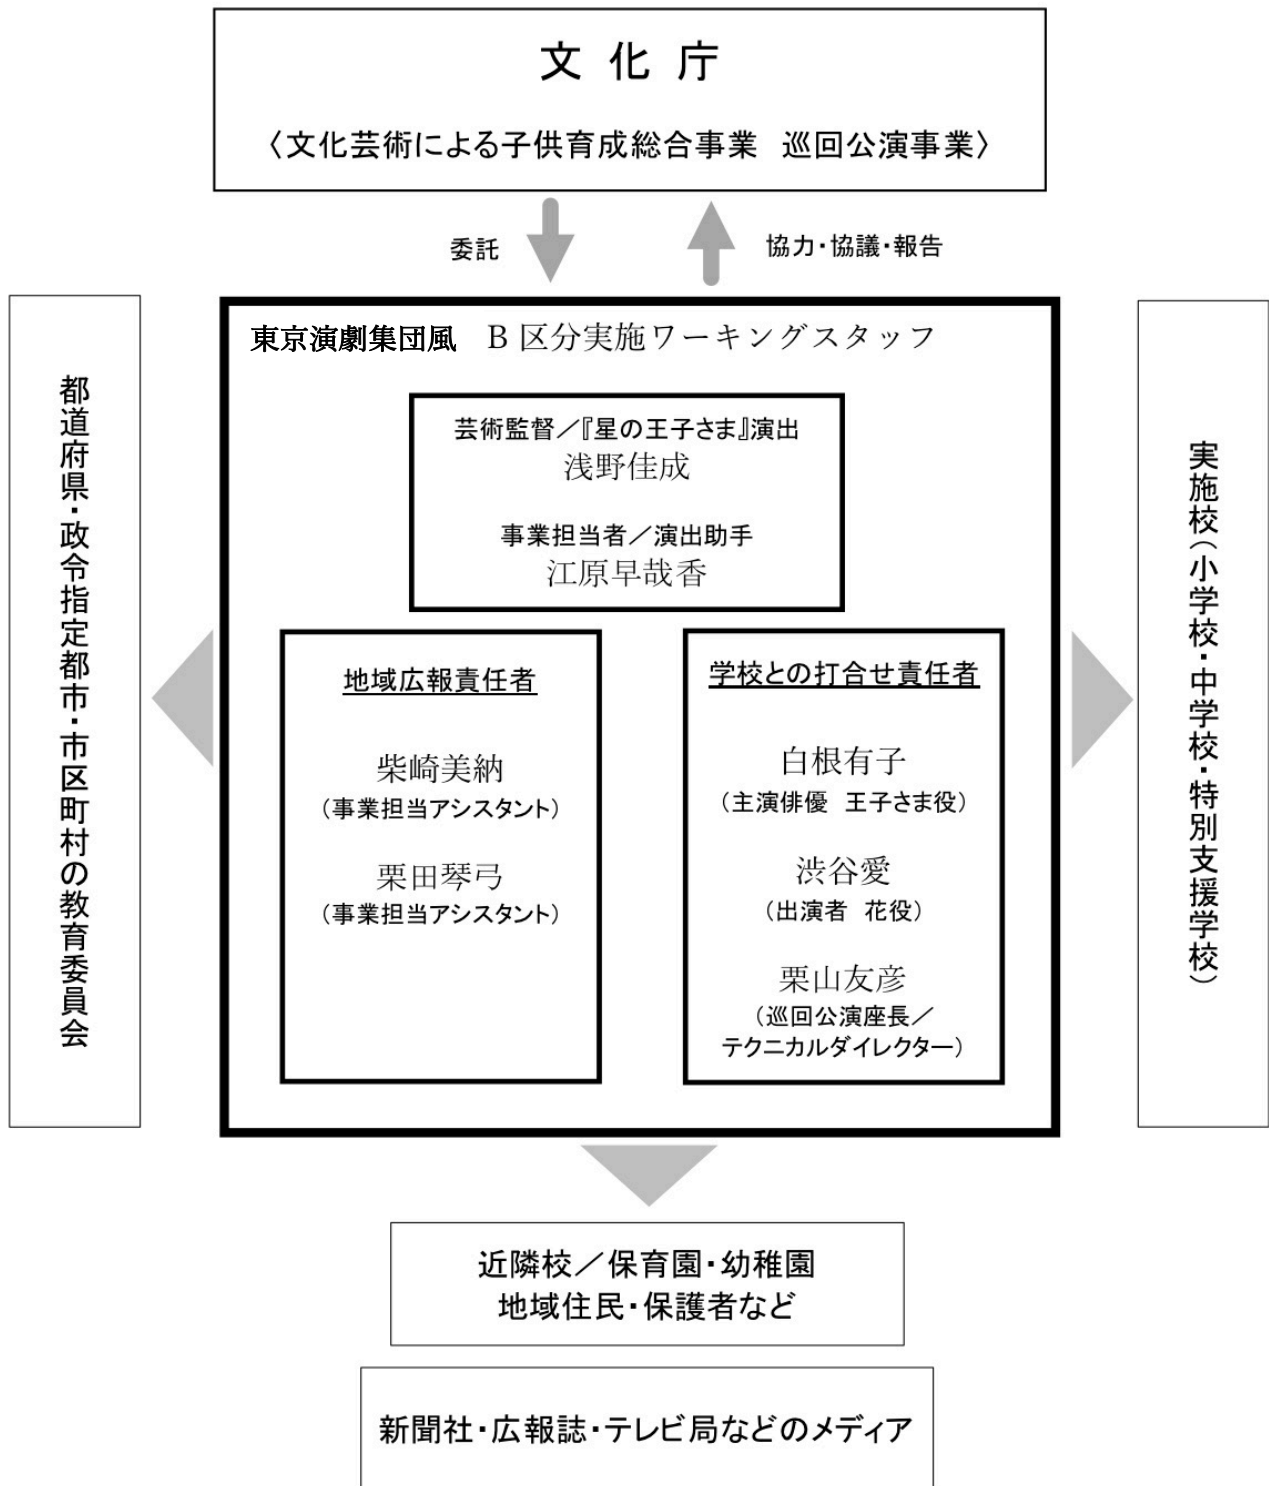 文化庁
〈文化芸術による子供育成総合事業　巡回公演事業〉
委託
協力・協議・報告
都道府県・政令指定都市・市区町村の教育委員会
東京演劇集団風　B 区分実施ワーキングスタッフ
芸術監督／『星の王子さま』演出
浅野佳成
事業担当者／演出助手
江原早哉香
地域広報責任者
柴崎美納
（事業担当アシスタント）
栗田琴弓
（事業担当アシスタント）
学校との打合せ責任者
白根有子
（主演俳優　王子さま役）
渋谷愛
（出演者　花役）
栗山友彦
（巡回公演座長／
テクニカルダイレクター）
実施校（小学校・中学校・特別支援学校）
近隣校／保育園・幼稚園
地域住民・保護者など
新聞社・広報誌・テレビ局などのメディア